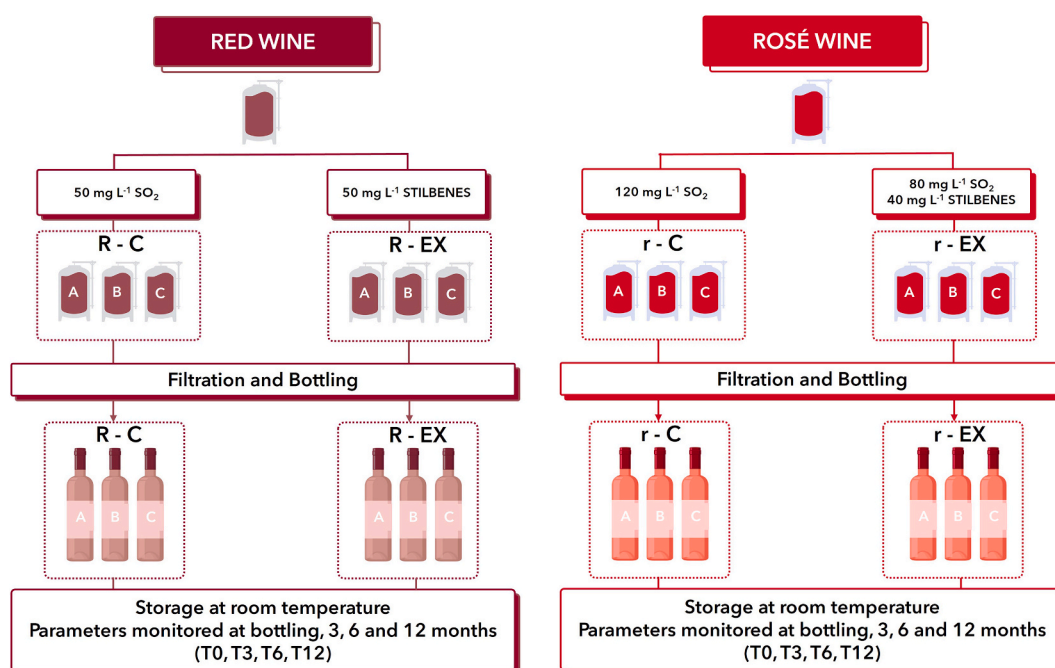 RED WINE
50 mg L⁻¹ SO₂
50 mg L⁻¹ STILBENES
R - C
A B C
R - EX
A B C
Filtration and Bottling
R - C
A B C
R - EX
A B C
Storage at room temperature
Parameters monitored at bottling, 3, 6 and 12 months
(T0, T3, T6, T12)
ROSÉ WINE
120 mg L⁻¹ SO₂
80 mg L⁻¹ SO₂
40 mg L⁻¹ STILBENES
r - C
A B C
r - EX
A B C
Filtration and Bottling
r - C
A B C
r - EX
A B C
Storage at room temperature
Parameters monitored at bottling, 3, 6 and 12 months
(T0, T3, T6, T12)